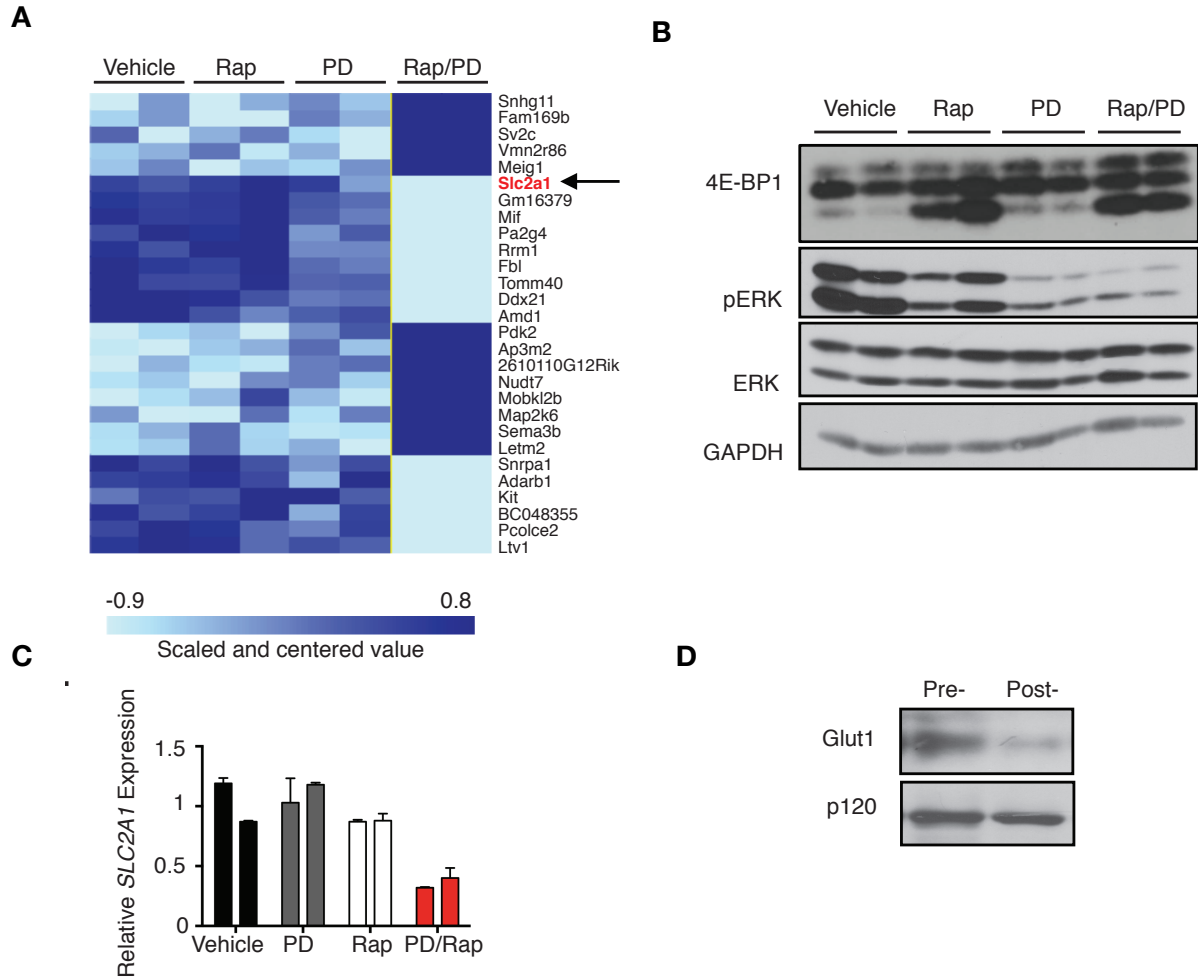 A
Vehicle Rap PD Rap/PD
Snhg11
Fam169b
Sv2c
Vmn2r86
Meig1
Slc2a1
Gm16379
Mif
Pa2g4
Rrm1
Fbl
Tomm40
Ddx21
Amd1
Pdk2
Ap3m2
2610110G12Rik
Nudt7
Mobkl2b
Map2k6
Sema3b
Letm2
Snrpa1
Adarb1
Kit
BC048355
Pcolce2
Ltv1
-0.9 0.8
Scaled and centered value
B
Vehicle Rap PD Rap/PD
4E-BP1
pERK
ERK
GAPDH
C
Relative SLC2A1 Expression
1.5
1
0.5
0
Vehicle PD Rap PD/Rap
D
Pre- Post-
Glut1
p120